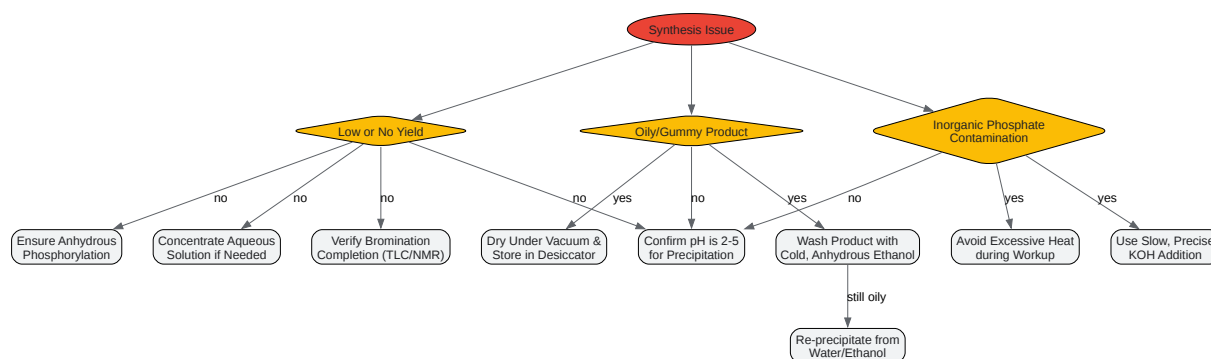 Synthesis Issue
Low or No Yield
Oily/Gummy Product
Inorganic Phosphate
Contamination
no
no
no
no
yes
no
yes
no
yes
yes
Ensure Anhydrous
Phosphorylation
Concentrate Aqueous
Solution if Needed
Verify Bromination
Completion (TLC/NMR)
Dry Under Vacuum &
Store in Desiccator
Confirm pH is 2-5
for Precipitation
Wash Product with
Cold, Anhydrous Ethanol
Avoid Excessive Heat
during Workup
Use Slow, Precise
KOH Addition
still oily
Re-precipitate from
Water/Ethanol